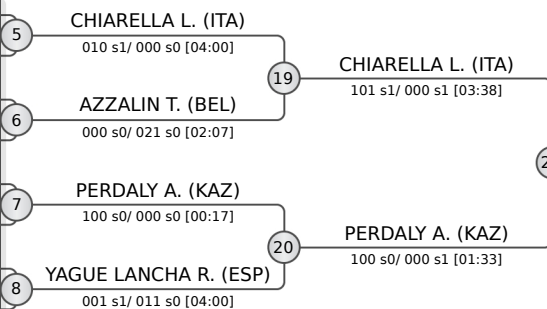 CHIARELLA L. (ITA)
5
010 s1/ 000 s0 [04:00]
CHIARELLA L. (ITA)
19
101 s1/ 000 s1 [03:38]
AZZALIN T. (BEL)
6
000 s0/ 021 s0 [02:07]
PERDALY A. (KAZ)
7
100 s0/ 000 s0 [00:17]
PERDALY A. (KAZ)
20
100 s0/ 000 s1 [01:33]
YAGUE LANCHA R. (ESP)
8
001 s1/ 011 s0 [04:00]